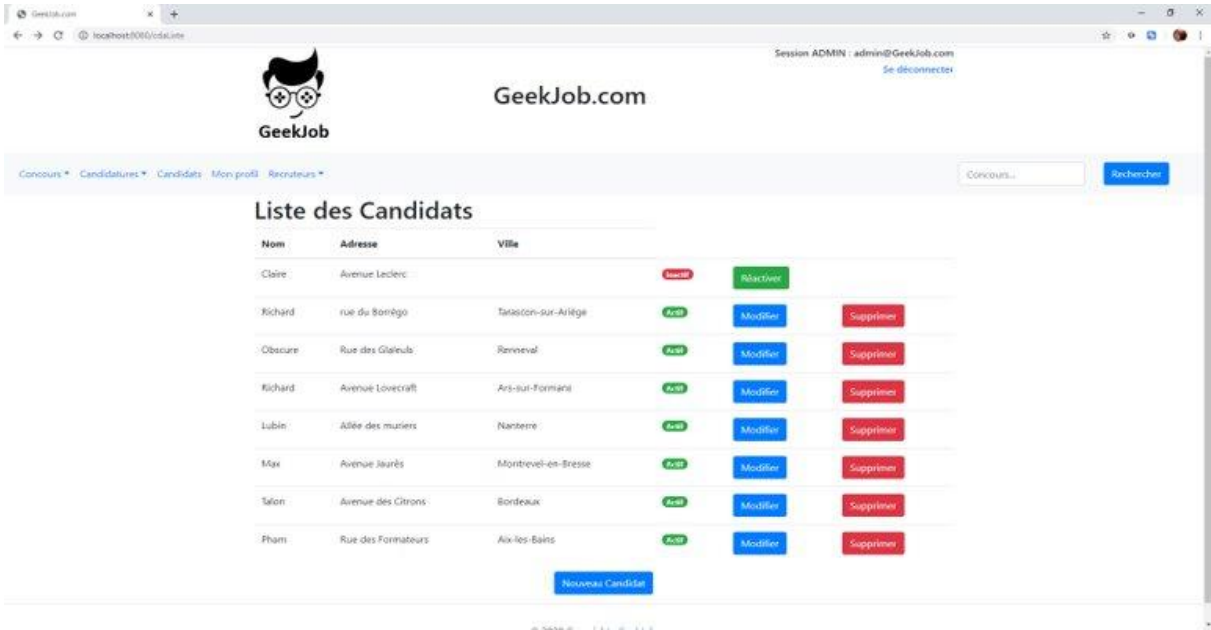 GeekJob.com
localhost:8080/cdaListe
Session ADMIN : admin@GeekJob.com
Se déconnecter
GeekJob.com
GeekJob
Concours Candidatures Candidats Mon profil Recruteurs Concours... Rechercher
Liste des Candidats
Nom Adresse Ville
Claire Avenue Leclerc Inactif Réactiver
Richard rue du Borrégo Tarascon-sur-Ariège Actif Modifier Supprimer
Obscure Rue des Glaïeuls Renneval Actif Modifier Supprimer
Richard Avenue Lovecraft Ars-sur-Formans Actif Modifier Supprimer
Lubin Allée des muriers Nanterre Actif Modifier Supprimer
Max Avenue Jaurés Montrevel-en-Bresse Actif Modifier Supprimer
Talon Avenue des Citrons Bordeaux Actif Modifier Supprimer
Pham Rue des Formateurs Aix-les-Bains Actif Modifier Supprimer
Nouveau Candidat